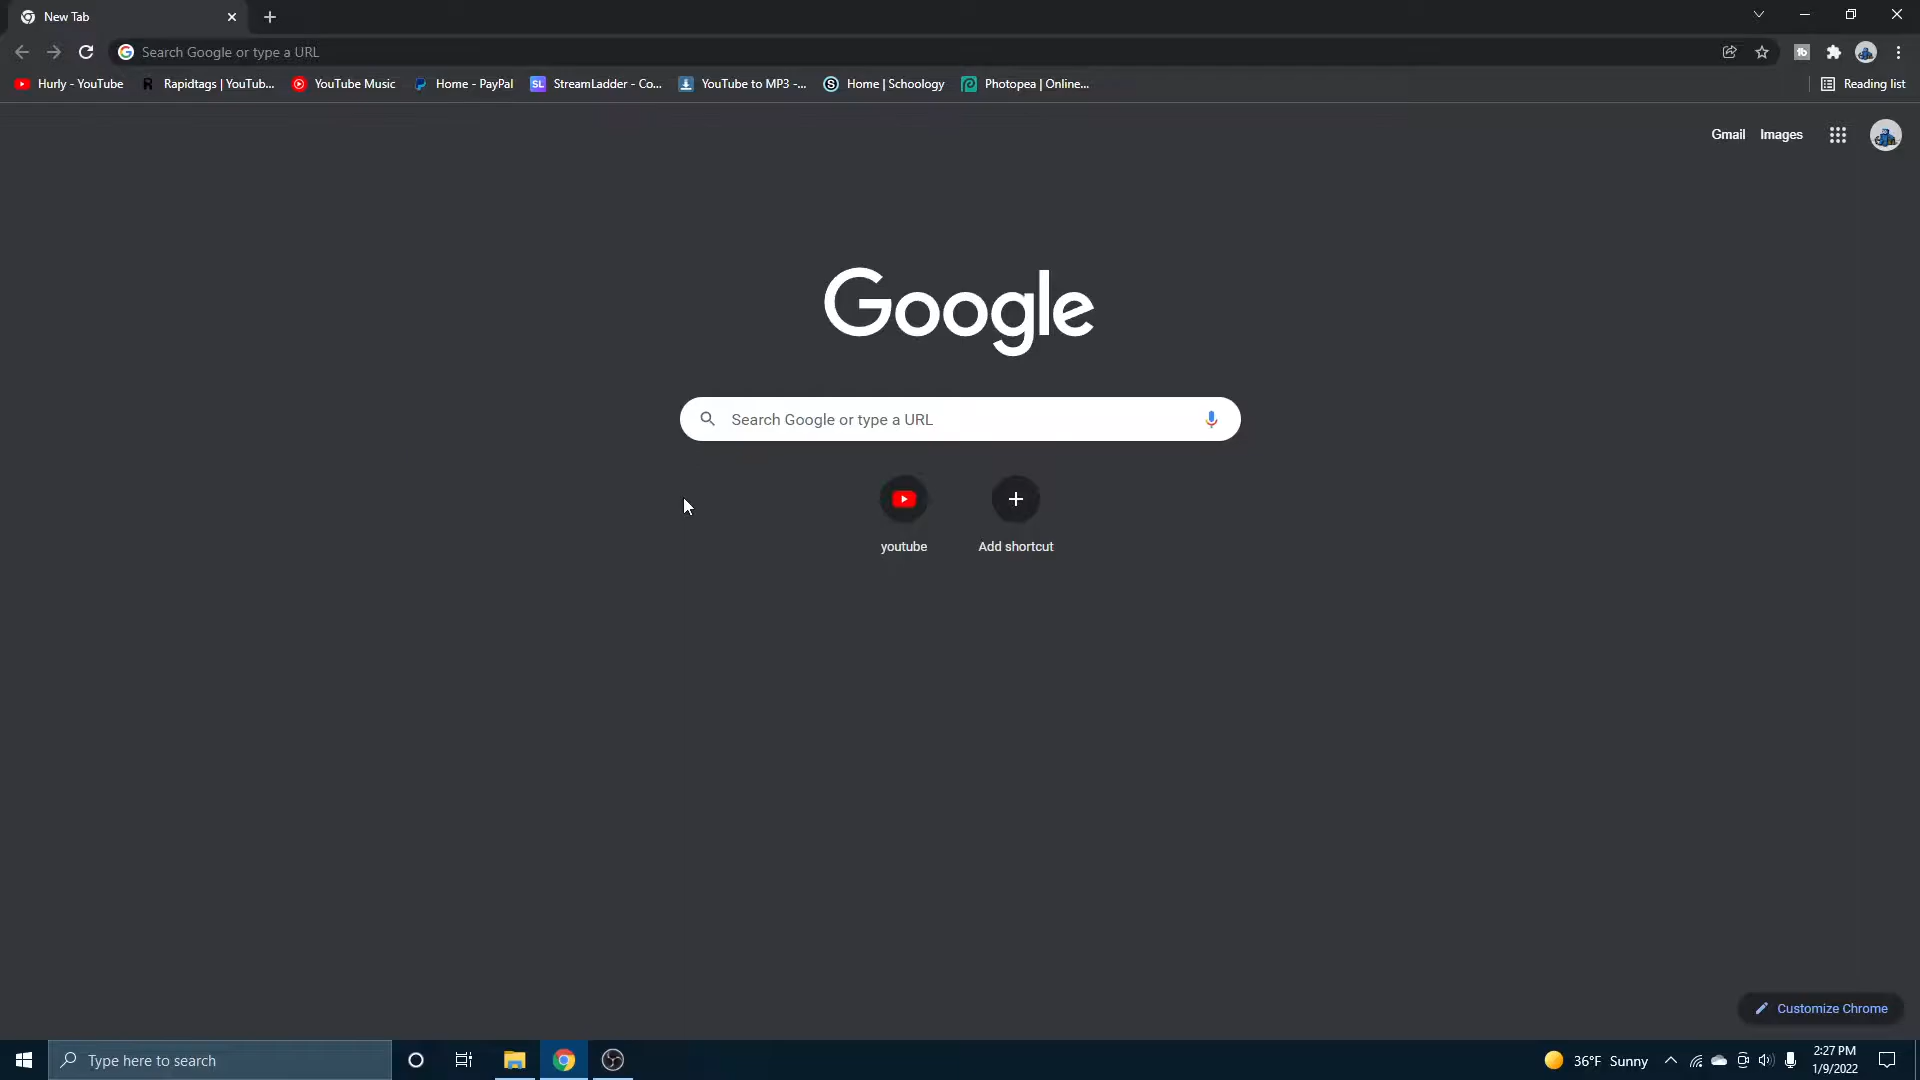 New Tab
Search Google or type a URL
Hurly - YouTube
Rapidtags | YouTub...
YouTube Music
Home - PayPal
SL
StreamLadder - Co...
YouTube to MP3 -...
S
Home | Schoology
Photopea | Online...
Reading list
Gmail
Images
Google
Search Google or type a URL
youtube
Add shortcut
Customize Chrome
Type here to search
36°F Sunny
2:27 PM
1/9/2022